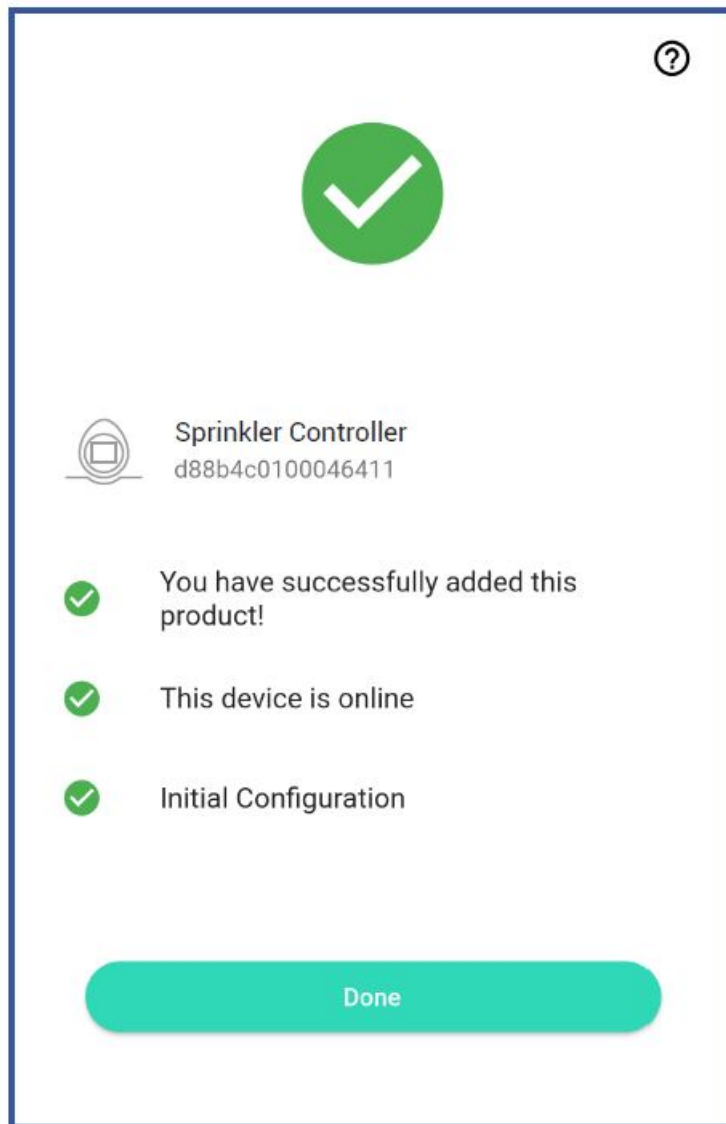 ?
Sprinkler Controller
d88b4c0100046411
You have successfully added this
product!
This device is online
Initial Configuration
Done